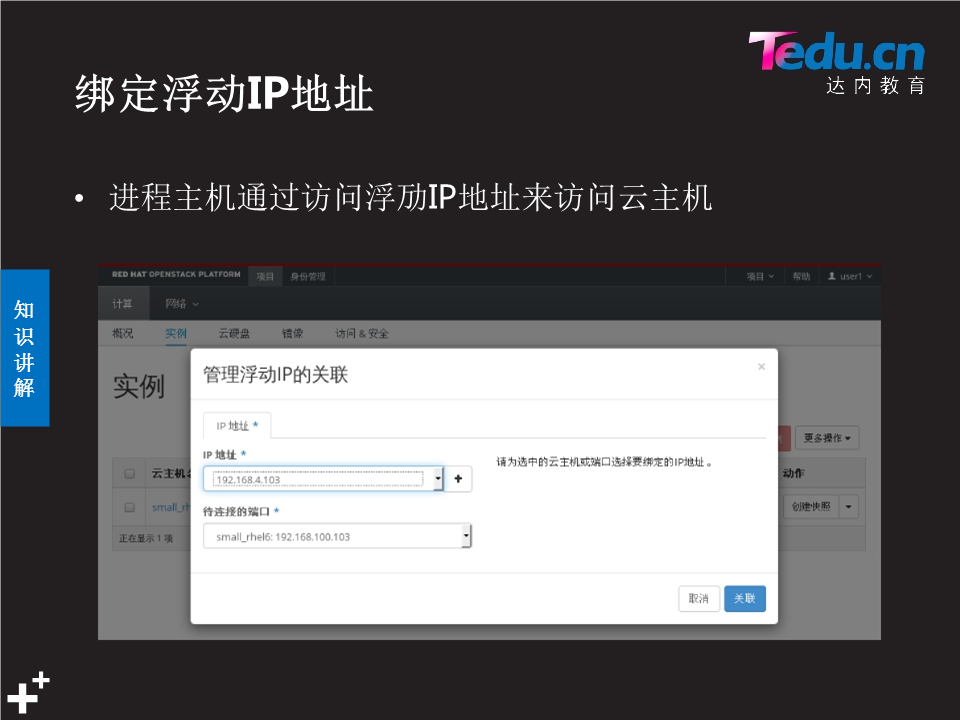 Tedu.cn
达内教育
绑定浮动IP地址
• 进程主机通过访问浮劢IP地址来访问云主机
知识讲解
RED HAT OPENSTACK PLATFORM 项目 身份管理 项目 帮助 user1
计算 网络
概况 实例 云硬盘 镜像 访问 & 安全
实例
管理浮动IP的关联 ×
IP 地址 *
更多操作
IP 地址 *
请为选中的云主机或端口选择要绑定的IP地址。
云主机名 动作
192.168.4.103 +
small_rh 创建快照
待连接的端口 *
small_rhel6: 192.168.100.103
正在显示 1 项
取消 关联